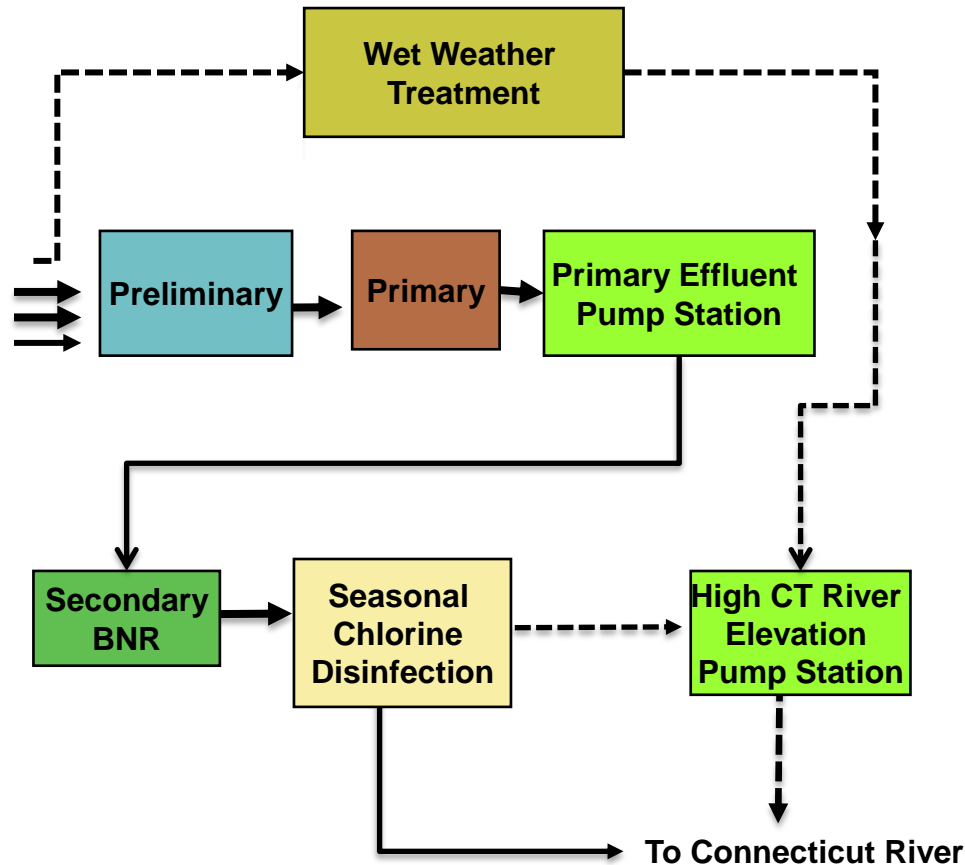 Wet Weather
Treatment
Preliminary
Primary
Primary Effluent
Pump Station
Secondary
BNR
Seasonal
Chlorine
Disinfection
High CT River
Elevation
Pump Station
To Connecticut River